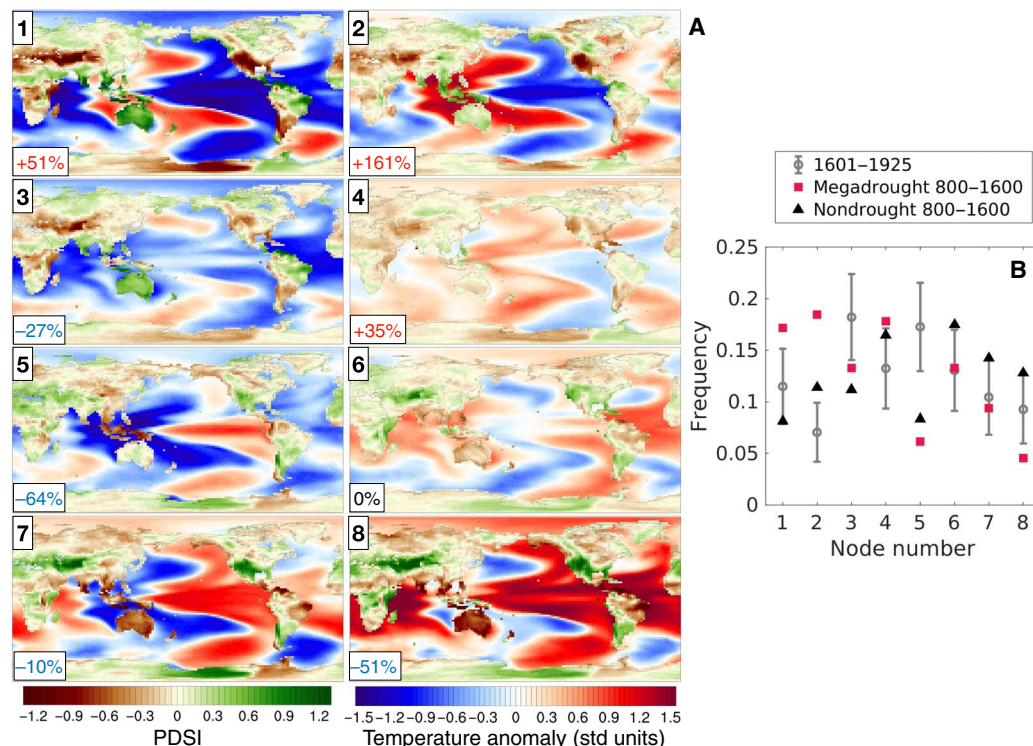 1
2
A
+51%
+161%
3
4
−27%
+35%
5
6
−64%
0%
7
8
−10%
−51%
−1.2 −0.9 −0.6 −0.3 0 0.3 0.6 0.9 1.2
PDSI
−1.5 −1.2 −0.9 −0.6 −0.3 0 0.3 0.6 0.9 1.2 1.5
Temperature anomaly (std units)
1601–1925
Megadrought 800–1600
Nondrought 800–1600
B
0.25
0.2
0.15
0.1
0.05
0
Frequency
1 2 3 4 5 6 7 8
Node number